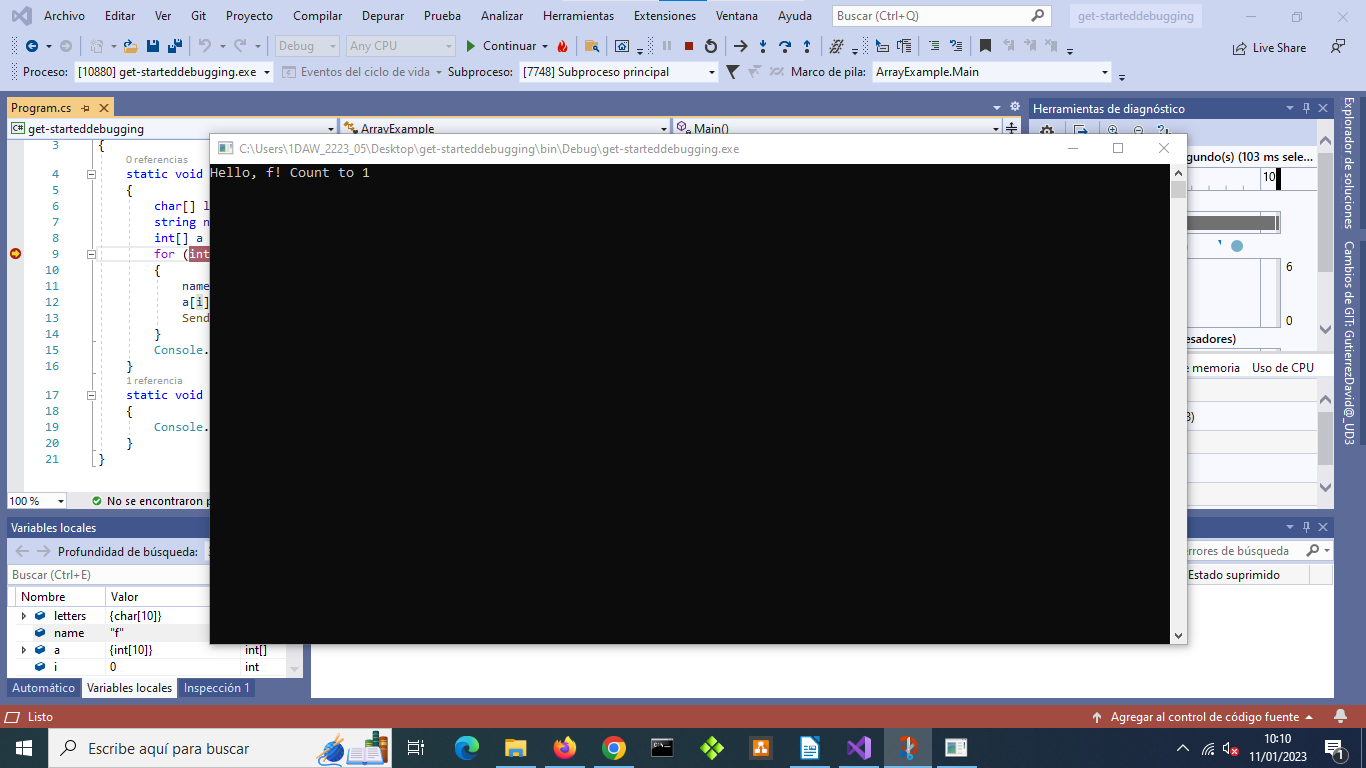 Archivo Editar Ver Git Proyecto Compilar Depurar Prueba Analizar Herramientas Extensiones Ventana Ayuda Buscar (Ctrl+Q) get-starteddebugging
Debug Any CPU Continuar Live Share
Proceso: [10880] get-starteddebugging.exe Eventos del ciclo de vida Subproceso: [7748] Subproceso principal Marco de pila: ArrayExample.Main
Program.cs
get-starteddebugging ArrayExample Main()
Herramientas de diagnóstico
C:\Users\1DAW_2223_05\Desktop\get-starteddebugging\bin\Debug\get-starteddebugging.exe
Hello, f! Count to 1
3 {
0 referencias
4 static void
5 {
6 char[] l
7 string n
8 int[] a
9 for (int
10 {
11 name
12 a[i]
13 Send
14 }
15 Console.
16 }
1 referencia
17 static void
18 {
19 Console.
20 }
21 }
100 % No se encontraron p
gundo(s) (103 ms sele...
10
6
0
esadores)
e memoria Uso de CPU
3)
Explorador de soluciones
Cambios de GIT: GutierrezDavid@_UD3
Variables locales
Profundidad de búsqueda:
Buscar (Ctrl+E)
Nombre Valor
letters {char[10]}
name "f"
a {int[10]} int[]
i 0 int
Automático Variables locales Inspección 1
errores de búsqueda
Estado suprimido
Listo Agregar al control de código fuente
Escribe aquí para buscar
10:10
11/01/2023
1